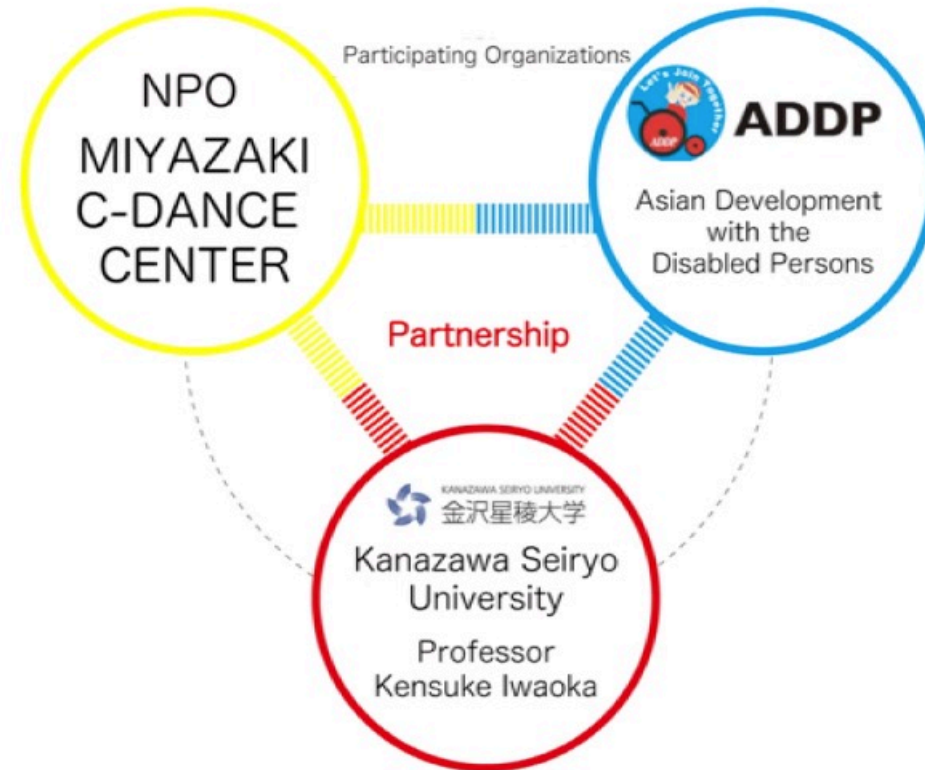 Participating Organizations
NPO
MIYAZAKI
C-DANCE
CENTER
Let's Join Together
ADDP
ADDP
Asian Development
with the
Disabled Persons
Partnership
KANAZAWA SEIRYO UNIVERSITY
金沢星稜大学
Kanazawa Seiryo
University
Professor
Kensuke Iwaoka